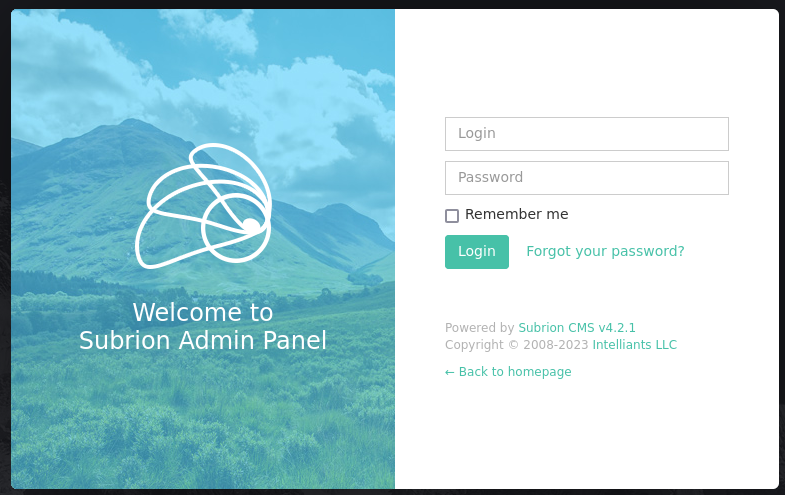 Welcome to
Subrion Admin Panel
Login
Password
Remember me
Login Forgot your password?
Powered by Subrion CMS v4.2.1
Copyright © 2008-2023 Intelliants LLC
← Back to homepage